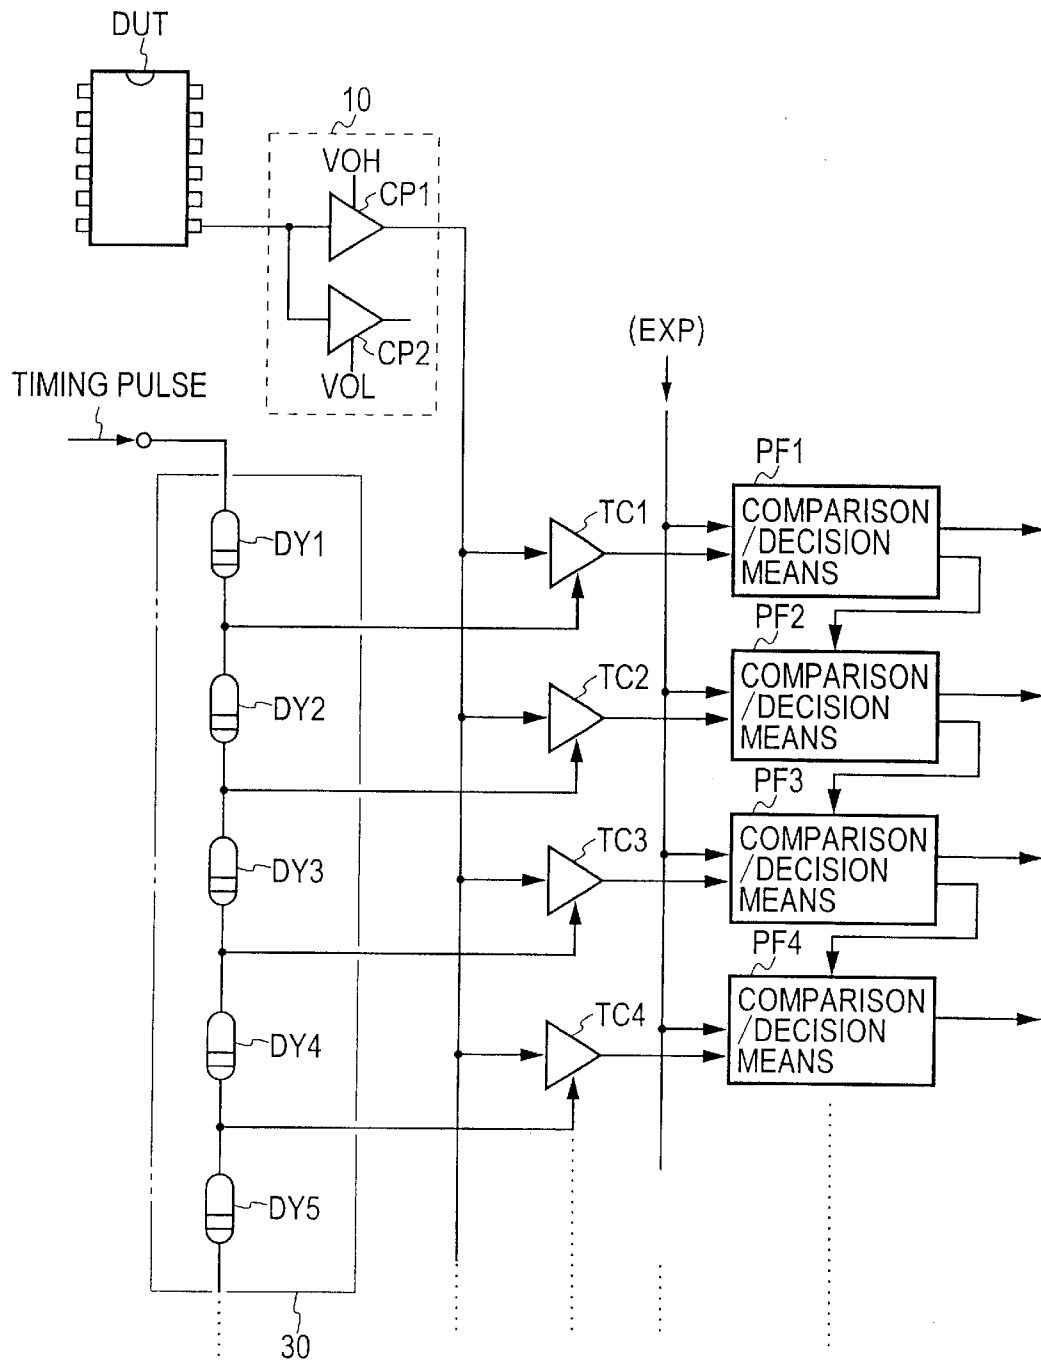 DUT
10
VOH
CP1
CP2
VOL
(EXP)
TIMING PULSE
PF1
COMPARISON
/DECISION
MEANS
TC1
DY1
PF2
COMPARISON
/DECISION
MEANS
TC2
DY2
PF3
COMPARISON
/DECISION
MEANS
TC3
DY3
PF4
COMPARISON
/DECISION
MEANS
TC4
DY4
DY5
30